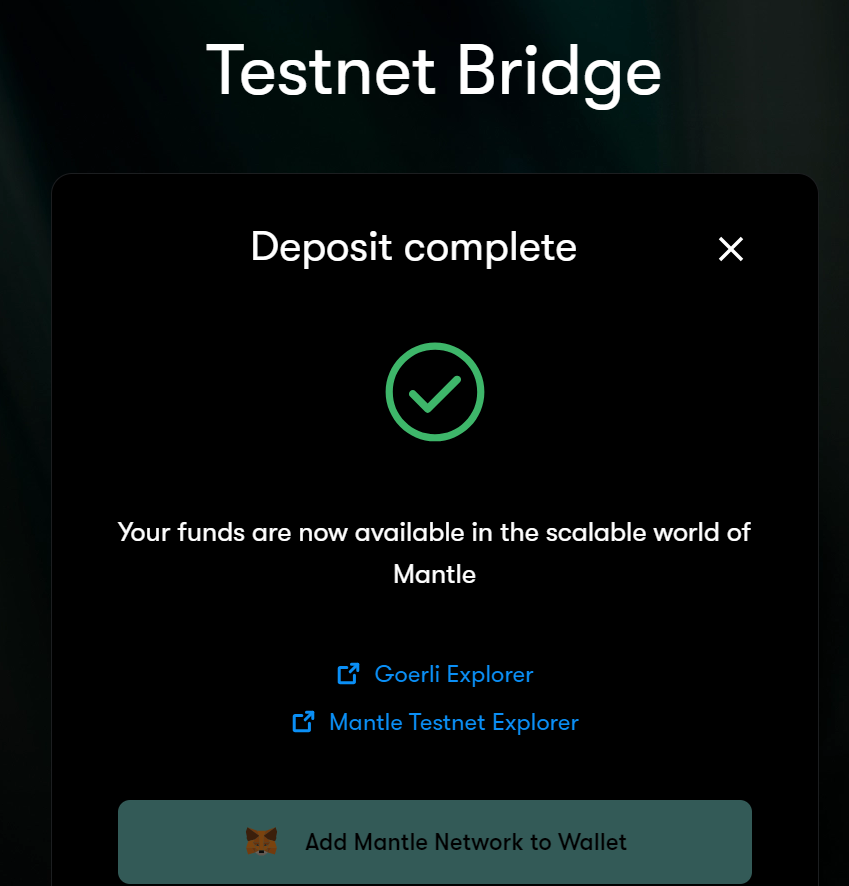 Testnet Bridge
Deposit complete
Your funds are now available in the scalable world of
Mantle
Goerli Explorer
Mantle Testnet Explorer
Add Mantle Network to Wallet